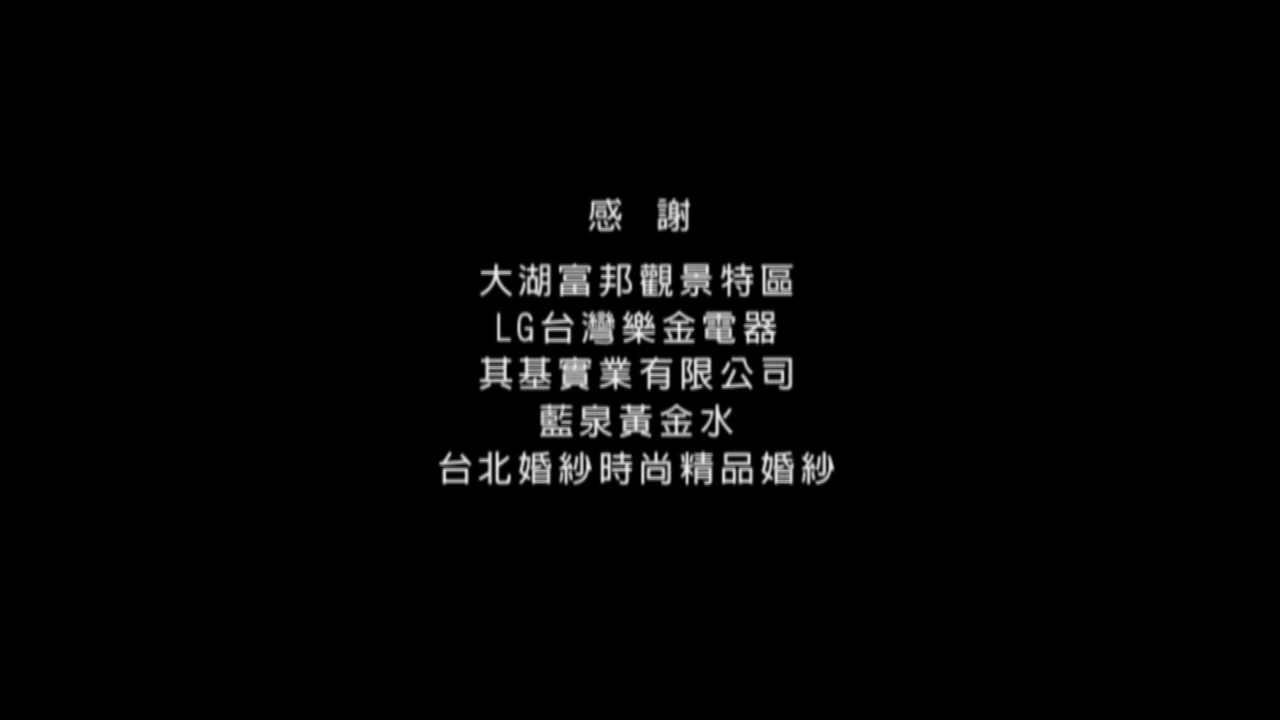 感 謝
大湖富邦觀景特區
LG台灣樂金電器
其基實業有限公司
藍泉黃金水
台北婚紗時尚精品婚紗